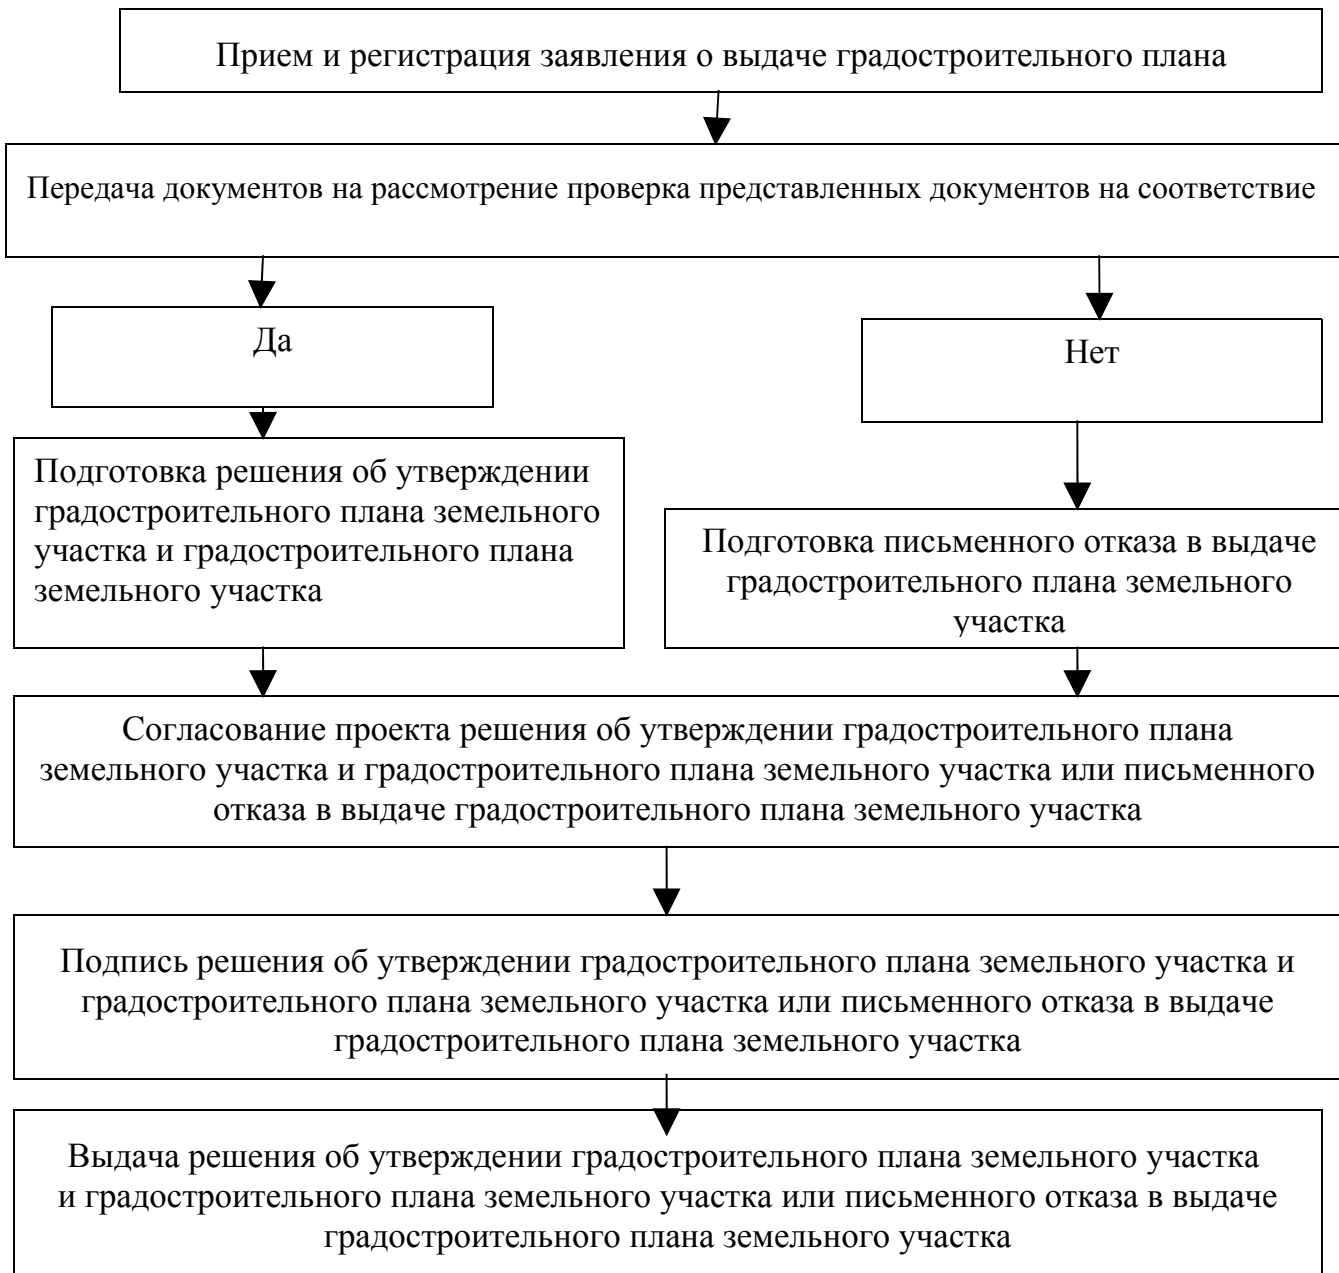 Прием и регистрация заявления о выдаче градостроительного плана
Передача документов на рассмотрение проверка представленных документов на соответствие
Да
Нет
Подготовка решения об утверждении
градостроительного плана земельного
участка и градостроительного плана
земельного участка
Подготовка письменного отказа в выдаче
градостроительного плана земельного
участка
Согласование проекта решения об утверждении градостроительного плана
земельного участка и градостроительного плана земельного участка или письменного
отказа в выдаче градостроительного плана земельного участка
Подпись решения об утверждении градостроительного плана земельного участка и
градостроительного плана земельного участка или письменного отказа в выдаче
градостроительного плана земельного участка
Выдача решения об утверждении градостроительного плана земельного участка
и градостроительного плана земельного участка или письменного отказа в выдаче
градостроительного плана земельного участка